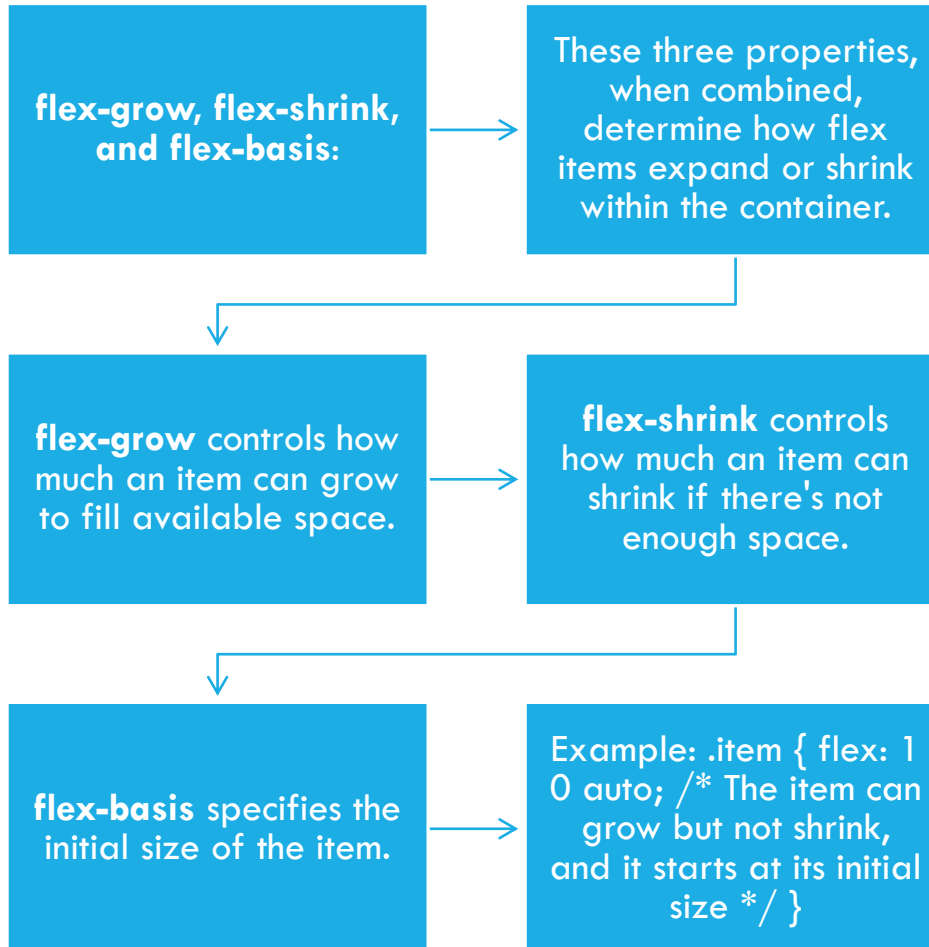 flex-grow, flex-shrink,
and flex-basis:
These three properties,
when combined,
determine how flex
items expand or shrink
within the container.
flex-grow controls how
much an item can grow
to fill available space.
flex-shrink controls
how much an item can
shrink if there's not
enough space.
flex-basis specifies the
initial size of the item.
Example: .item { flex: 1
0 auto; /* The item can
grow but not shrink,
and it starts at its initial
size */ }